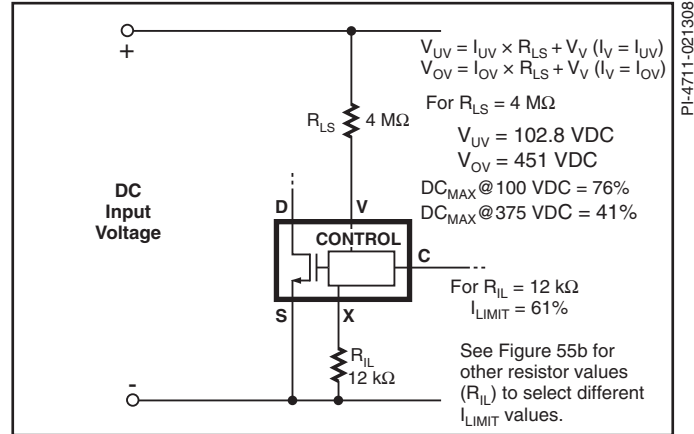 +
DC
Input
Voltage
-
R_LS
4 MΩ
D
V
CONTROL
C
S
X
R_IL
12 kΩ
V_UV = I_UV × R_LS + V_V (I_V = I_UV)
V_OV = I_OV × R_LS + V_V (I_V = I_OV)
For R_LS = 4 MΩ
V_UV = 102.8 VDC
V_OV = 451 VDC
DC_MAX @ 100 VDC = 76%
DC_MAX @ 375 VDC = 41%
For R_IL = 12 kΩ
I_LIMIT = 61%
See Figure 55b for
other resistor values
(R_IL) to select different
I_LIMIT values.
PI-4711-021308